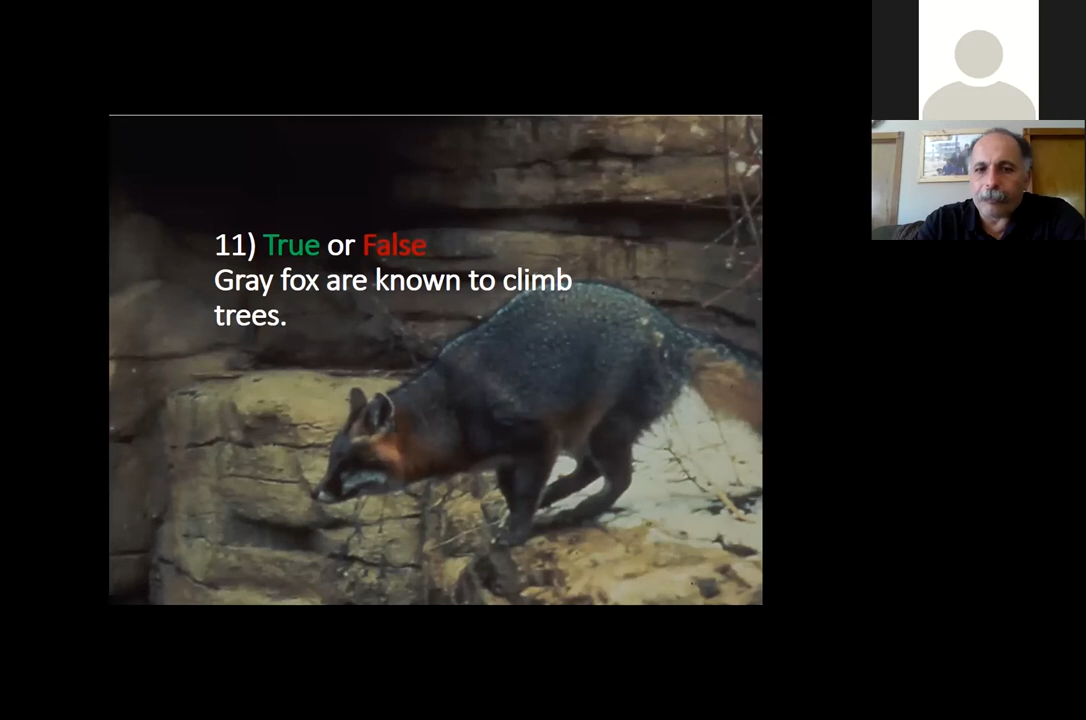 11) True or False
Gray fox are known to climb
trees.